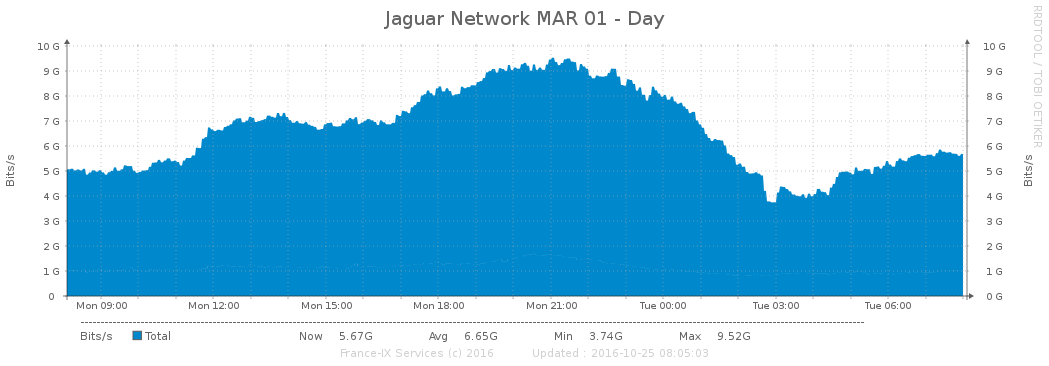 Jaguar Network MAR 01 - Day
RRDTOOL / TOBI OETIKER
10 G 10 G
9 G 9 G
8 G 8 G
7 G 7 G
6 G 6 G
5 G 5 G
4 G 4 G
3 G 3 G
2 G 2 G
1 G 1 G
0 0 G
Bits/s Bits/s
Mon 09:00 Mon 12:00 Mon 15:00 Mon 18:00 Mon 21:00 Tue 00:00 Tue 03:00 Tue 06:00
Bits/s Total Now 5.67G Avg 6.65G Min 3.74G Max 9.52G
France-IX Services (c) 2016 Updated : 2016-10-25 08:05:03